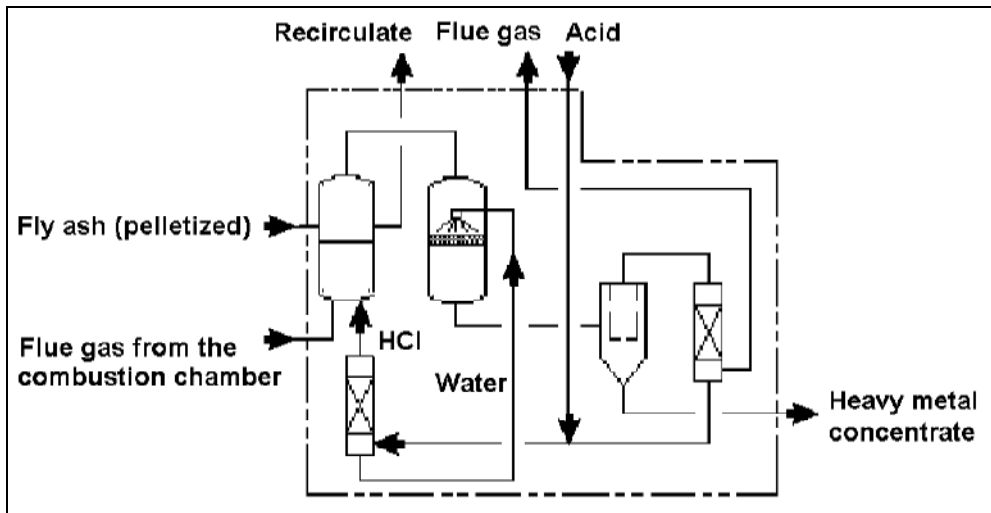 Recirculate Flue gas Acid
Fly ash (pelletized)
Flue gas from the
combustion chamber
HCl
Water
Heavy metal
concentrate